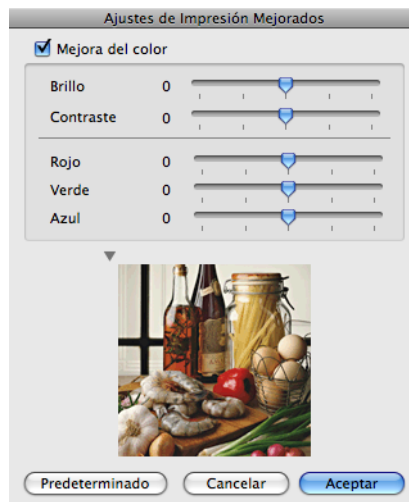 Ajustes de Impresión Mejorados
Mejora del color
Brillo 0
Contraste 0
Rojo 0
Verde 0
Azul 0
Predeterminado Cancelar Aceptar